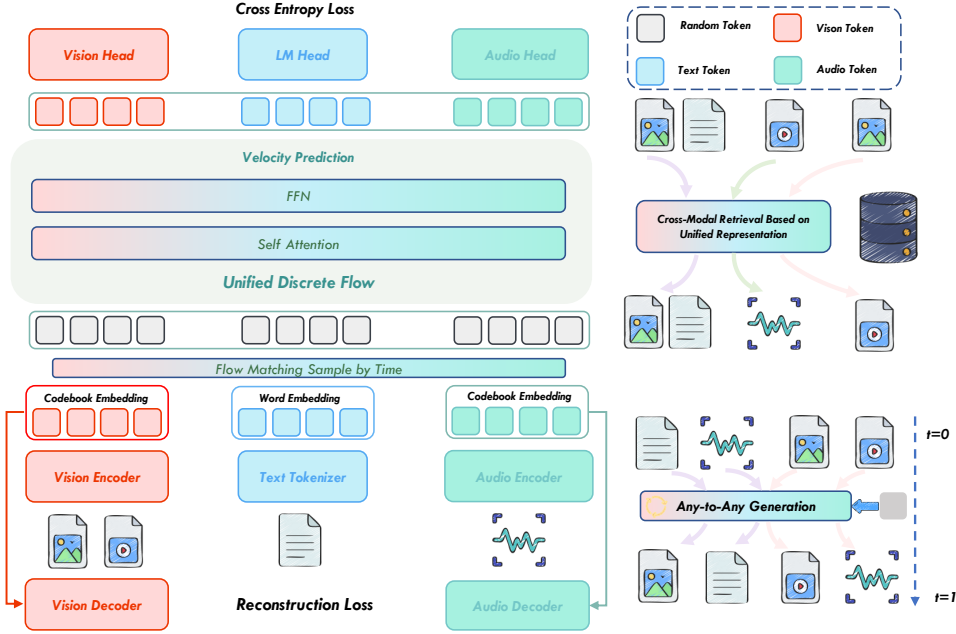 Cross Entropy Loss
Vision Head
LM Head
Audio Head
Velocity Prediction
FFN
Self Attention
Unified Discrete Flow
Flow Matching Sample by Time
Codebook Embedding
Word Embedding
Codebook Embedding
Vision Encoder
Text Tokenizer
Audio Encoder
Vision Decoder
Reconstruction Loss
Audio Decoder
Random Token
Vison Token
Text Token
Audio Token
Cross-Modal Retrieval Based on
Unified Representation
t=0
Any-to-Any Generation
t=1